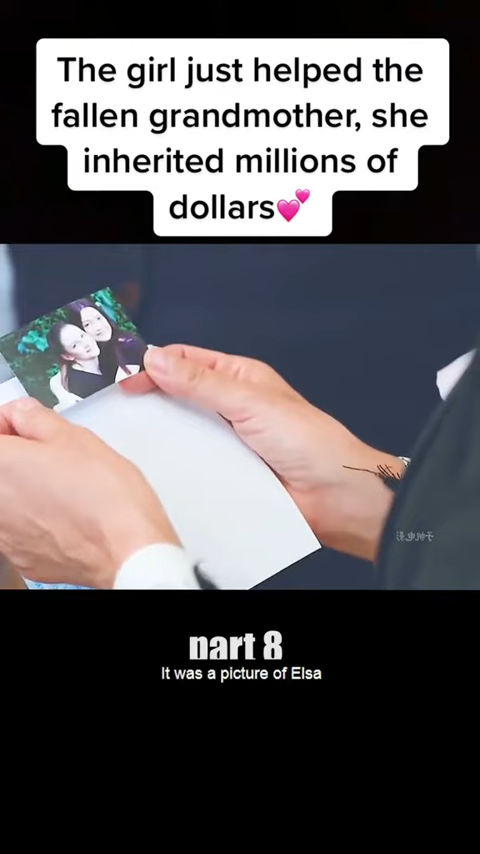 The girl just helped the
fallen grandmother, she
inherited millions of
dollars💕
part 8
It was a picture of Elsa